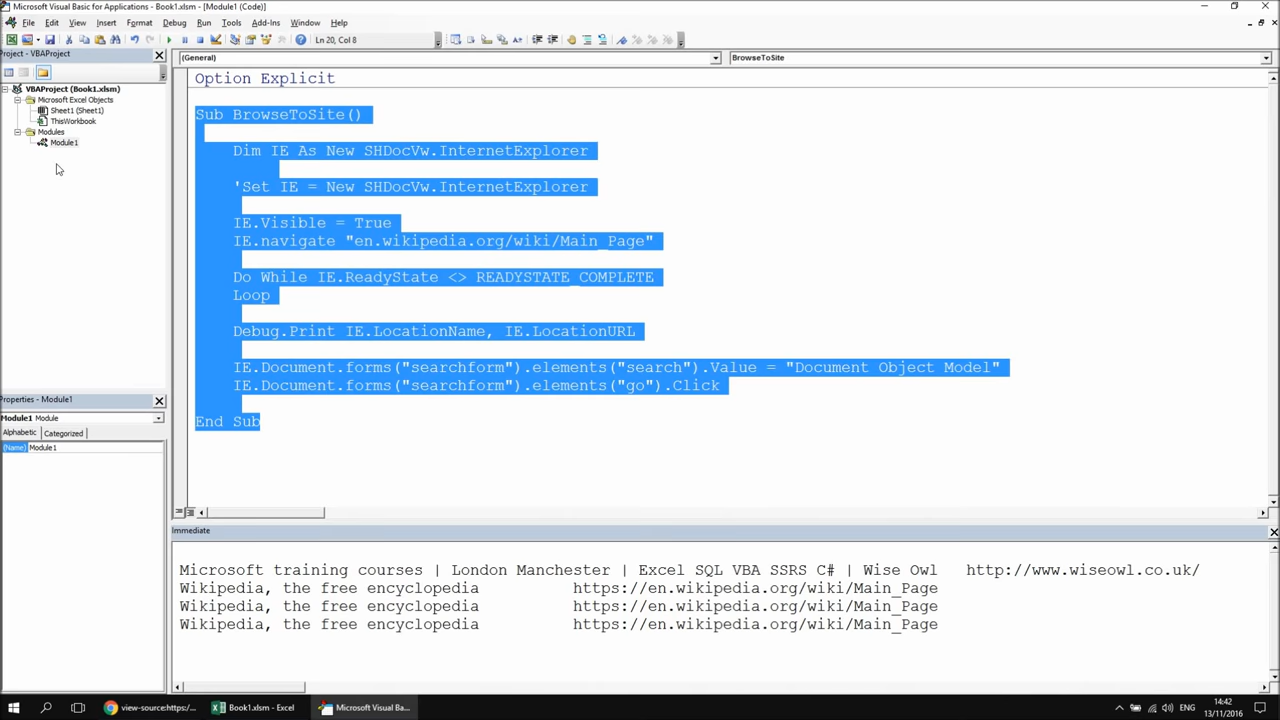 Microsoft Visual Basic for Applications - Book1.xlsm - [Module1 (Code)]
File Edit View Insert Format Debug Run Tools Add-Ins Window Help
Ln 20, Col 8
Project - VBAProject
(General) BrowseToSite
Option Explicit
VBAProject (Book1.xlsm)
Microsoft Excel Objects
Sheet1 (Sheet1)
ThisWorkbook
Modules
Module1
Sub BrowseToSite()
Dim IE As New SHDocVw.InternetExplorer
'Set IE = New SHDocVw.InternetExplorer
IE.Visible = True
IE.navigate "en.wikipedia.org/wiki/Main_Page"
Do While IE.ReadyState <> READYSTATE_COMPLETE
Loop
Debug.Print IE.LocationName, IE.LocationURL
IE.Document.forms("searchform").elements("search").Value = "Document Object Model"
IE.Document.forms("searchform").elements("go").Click
End Sub
Properties - Module1
Module1 Module
Alphabetic Categorized
(Name) Module1
Immediate
Microsoft training courses | London Manchester | Excel SQL VBA SSRS C# | Wise Owl http://www.wiseowl.co.uk/
Wikipedia, the free encyclopedia https://en.wikipedia.org/wiki/Main_Page
Wikipedia, the free encyclopedia https://en.wikipedia.org/wiki/Main_Page
Wikipedia, the free encyclopedia https://en.wikipedia.org/wiki/Main_Page
view-source:https:/...
Book1.xlsm - Excel
Microsoft Visual Ba...
ENG
14:42
13/11/2016